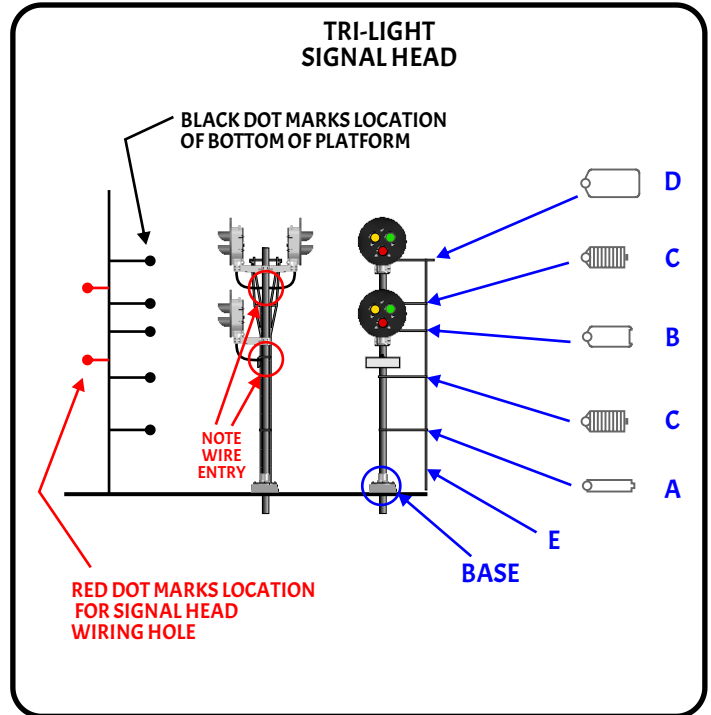 TRI-LIGHT
SIGNAL HEAD
BLACK DOT MARKS LOCATION
OF BOTTOM OF PLATFORM
D
C
B
C
A
NOTE
WIRE
ENTRY
E
BASE
RED DOT MARKS LOCATION
FOR SIGNAL HEAD
WIRING HOLE